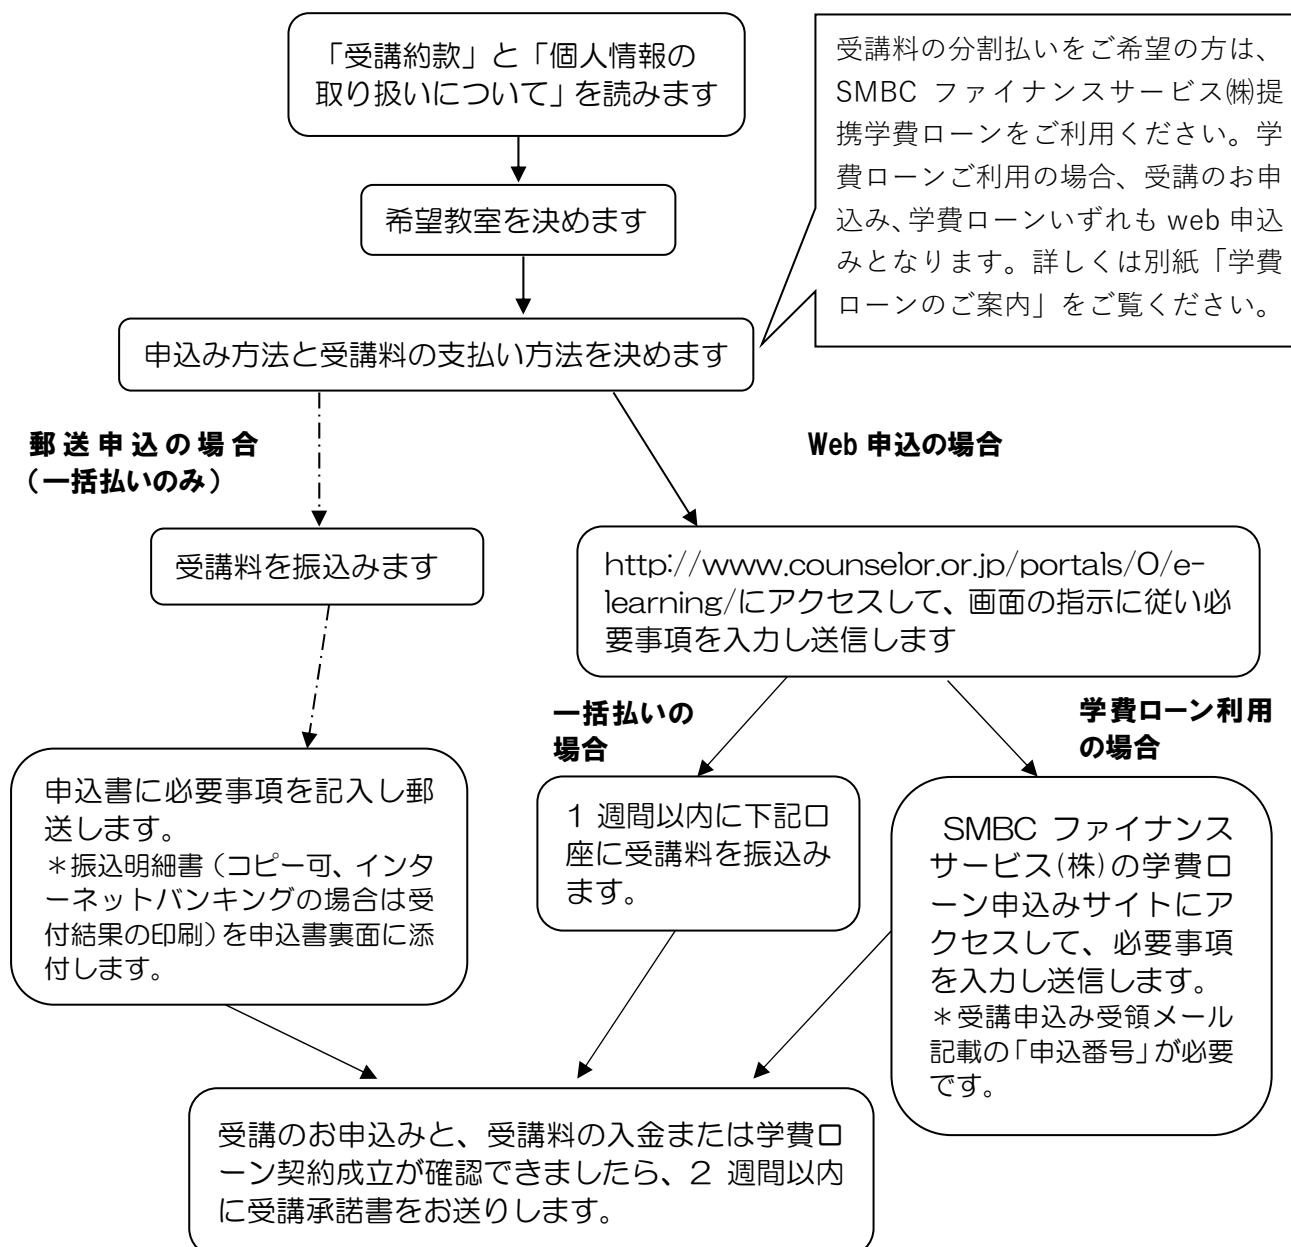 「受講約款」と「個人情報の
取り扱いについて」を読みます
受講料の分割払いをご希望の方は、
SMBC ファイナンスサービス㈱提
携学費ローンをご利用ください。学
費ローンご利用の場合、受講のお申
込み、学費ローンいずれも web 申込
みとなります。詳しくは別紙「学費
ローンのご案内」をご覧ください。
希望教室を決めます
申込み方法と受講料の支払い方法を決めます
郵送申込の場合
（一括払いのみ）
Web 申込の場合
受講料を振込みます
http://www.counselor.or.jp/portals/0/e-
learning/にアクセスして、画面の指示に従い必
要事項を入力し送信します
一括払いの
場合
学費ローン利用
の場合
申込書に必要事項を記入し郵
送します。
＊振込明細書（コピー可、インタ
ーネットバンキングの場合は受
付結果の印刷）を申込書裏面に添
付します。
1 週間以内に下記口
座に受講料を振込み
ます。
SMBC ファイナンス
サービス(株)の学費ロ
ーン申込みサイトにア
クセスして、必要事項
を入力し送信します。
＊受講申込み受領メール
記載の「申込番号」が必要
です。
受講のお申込みと、受講料の入金または学費ロ
ーン契約成立が確認できましたら、2 週間以内
に受講承諾書をお送りします。